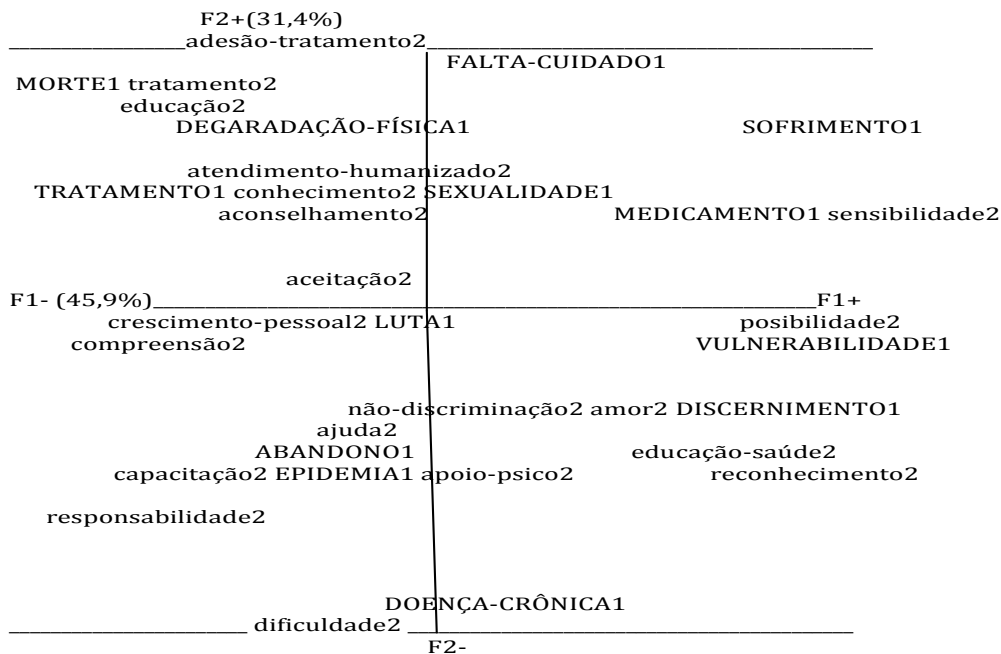 F2+(31,4%)
adesão-tratamento2
FALTA-CUIDADO1
MORTE1 tratamento2
educação2
DEGARADAÇÃO-FÍSICA1 SOFRIMENTO1
atendimento-humanizado2
TRATAMENTO1 conhecimento2 SEXUALIDADE1
aconselhamento2 MEDICAMENTO1 sensibilidade2
aceitação2
F1- (45,9%) F1+
crescimento-pessoal2 LUTA1 posibilidade2
compreensão2 VULNERABILIDADE1
não-discriminação2 amor2 DISCERNIMENTO1
ajuda2
ABANDONO1 educação-saúde2
capacitação2 EPIDEMIA1 apoio-psico2 reconhecimento2
responsabilidade2
DOENÇA-CRÔNICA1
dificuldade2
F2-